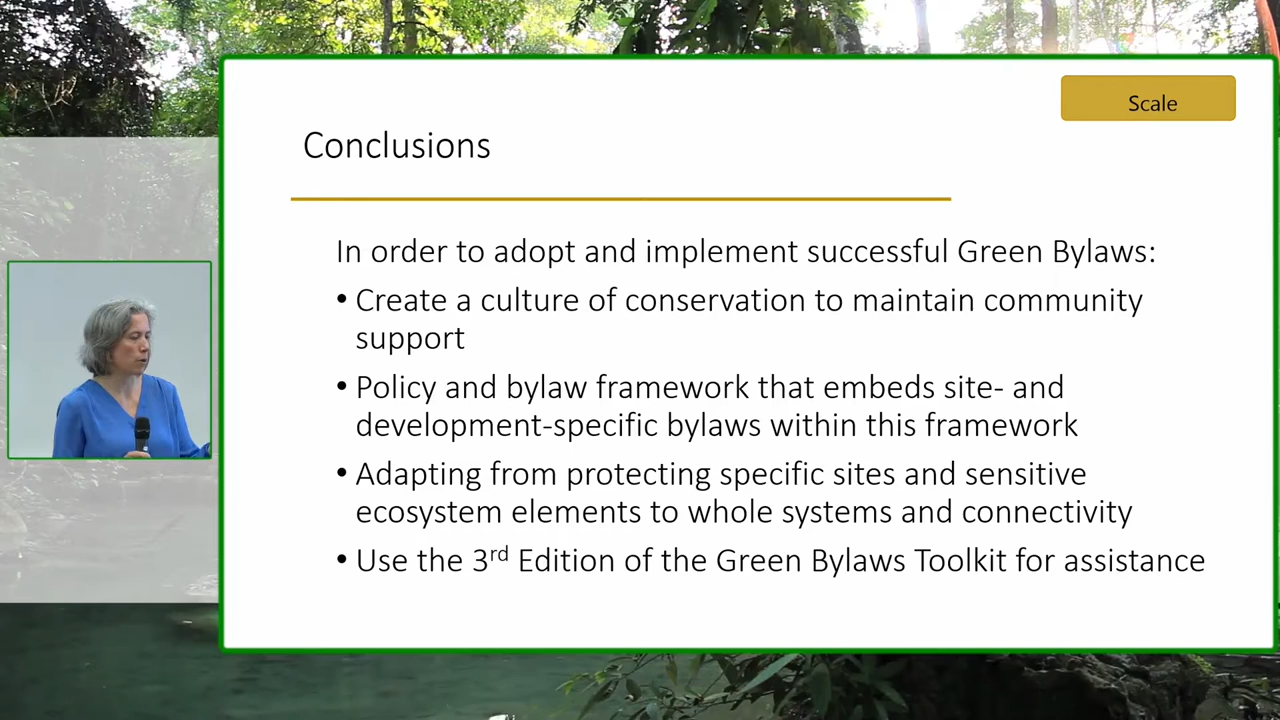 Scale
Conclusions
In order to adopt and implement successful Green Bylaws:
• Create a culture of conservation to maintain community
support
• Policy and bylaw framework that embeds site- and
development-specific bylaws within this framework
• Adapting from protecting specific sites and sensitive
ecosystem elements to whole systems and connectivity
• Use the 3rd Edition of the Green Bylaws Toolkit for assistance